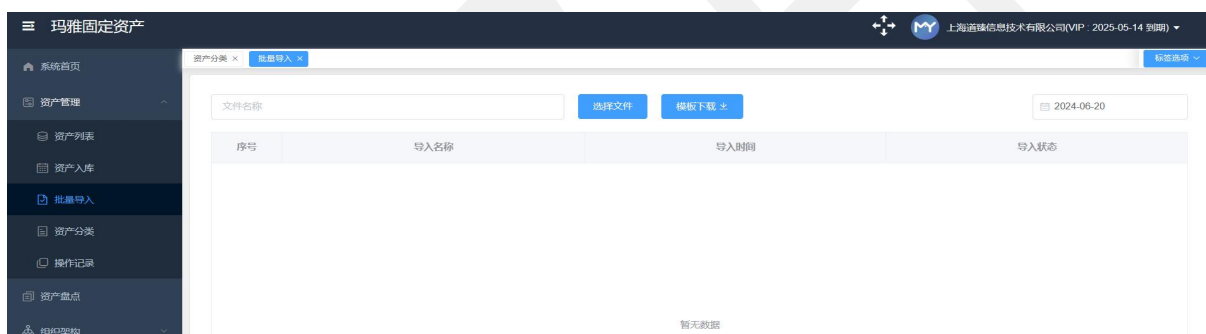 玛雅固定资产
MY 上海道臻信息技术有限公司(VIP : 2025-05-14 到期)
系统首页
资产分类 × 批量导入 × 标签选项
资产管理
文件名称 选择文件 模板下载 2024-06-20
资产列表
序号 导入名称 导入时间 导入状态
资产入库
批量导入
资产分类
操作记录
资产盘点
暂无数据
组织架构